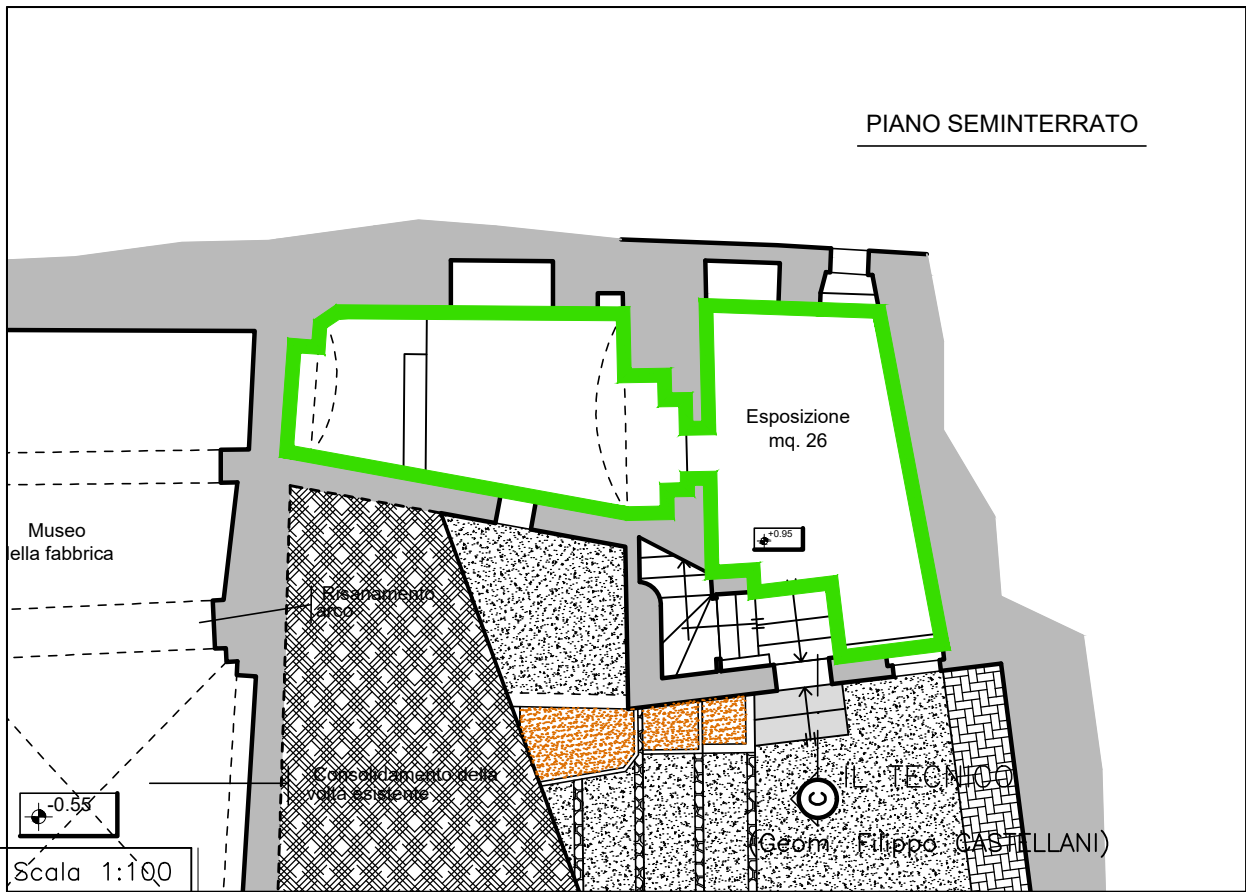 PIANO SEMINTERRATO
Esposizione
mq. 26
+0.95
Museo
ella fabbrica
Risanamento
arco
Consolidamento della
volta esistente
-0.55
Scala 1:100
C
IL TECNICO
(Geom. Filippo CASTELLANI)